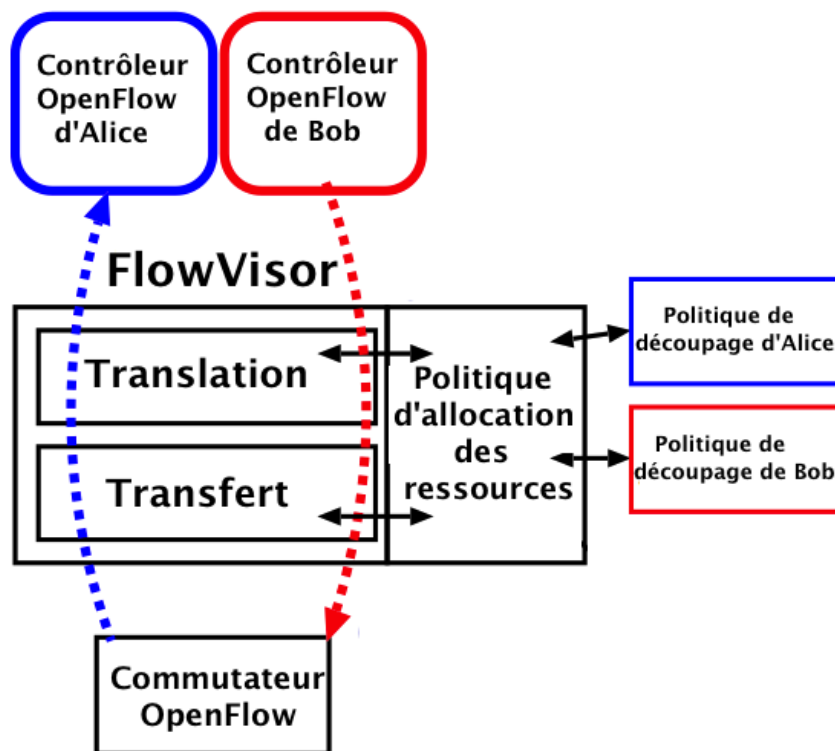 Contrôleur
OpenFlow
d'Alice
Contrôleur
OpenFlow
de Bob
FlowVisor
Translation
Transfert
Politique
d'allocation
des
ressources
Politique de
découpage d'Alice
Politique de
découpage de Bob
Commutateur
OpenFlow